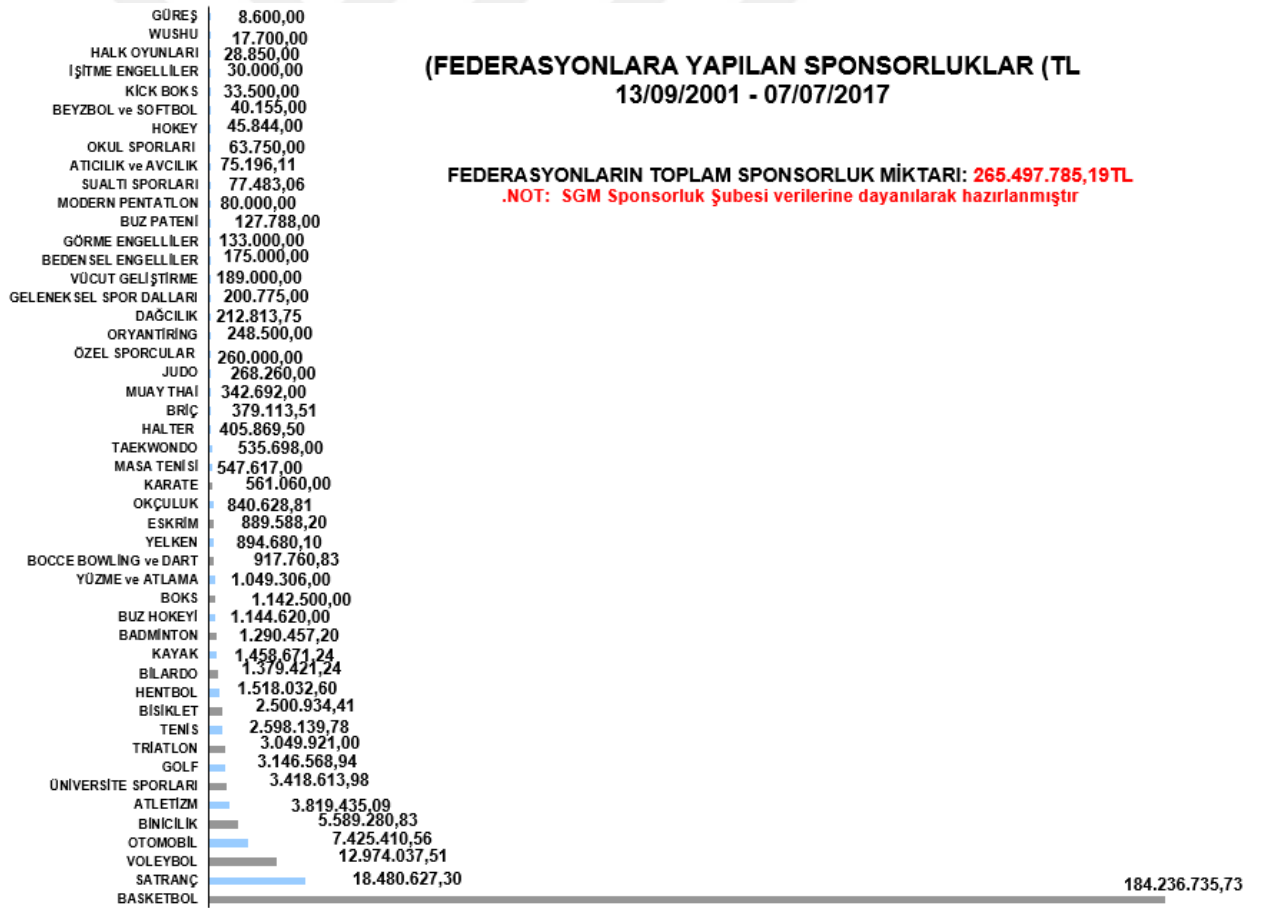 (FEDERASYONLARA YAPILAN SPONSORLUKLAR (TL
13/09/2001 - 07/07/2017
FEDERASYONLARIN TOPLAM SPONSORLUK MİKTARI: 265.497.785,19TL
.NOT: SGM Sponsorluk Şubesi verilerine dayanılarak hazırlanmıştır
GÜREŞ 8.600,00
WUSHU 17.700,00
HALK OYUNLARI 28.850,00
İŞİTME ENGELLİLER 30.000,00
KİCK BOKS 33.500,00
BEYZBOL ve SOFTBOL 40.155,00
HOKEY 45.844,00
OKUL SPORLARI 63.750,00
ATICILIK ve AVCILIK 75.196,11
SUALTI SPORLARI 77.483,06
MODERN PENTATLON 80.000,00
BUZ PATENİ 127.788,00
GÖRME ENGELLİLER 133.000,00
BEDENSEL ENGELLİLER 175.000,00
VÜCUT GELİŞTİRME 189.000,00
GELENEKSEL SPOR DALLARI 200.775,00
DAĞCILIK 212.813,75
ORYANTİRİNG 248.500,00
ÖZEL SPORCULAR 260.000,00
JUDO 268.260,00
MUAY THAİ 342.692,00
BRİÇ 379.113,51
HALTER 405.869,50
TAEKWONDO 535.698,00
MASA TENİSİ 547.617,00
KARATE 561.060,00
OKÇULUK 840.628,81
ESKRİM 889.588,20
YELKEN 894.680,10
BOCCE BOWLİNG ve DART 917.760,83
YÜZME ve ATLAMA 1.049.306,00
BOKS 1.142.500,00
BUZ HOKEYİ 1.144.620,00
BADMİNTON 1.290.457,20
KAYAK 1,458,671,24
BİLARDO 1.379.421,24
HENTBOL 1.518.032,60
BİSİKLET 2.500.934,41
TENİS 2.598.139,78
TRİATLON 3.049.921,00
GOLF 3.146.568,94
ÜNİVERSİTE SPORLARI 3.418.613,98
ATLETİZM 3.819.435,09
BİNİCİLİK 5.589.280,83
OTOMOBİL 7.425.410,56
VOLEYBOL 12.974.037,51
SATRANÇ 18.480.627,30
BASKETBOL 184.236.735,73